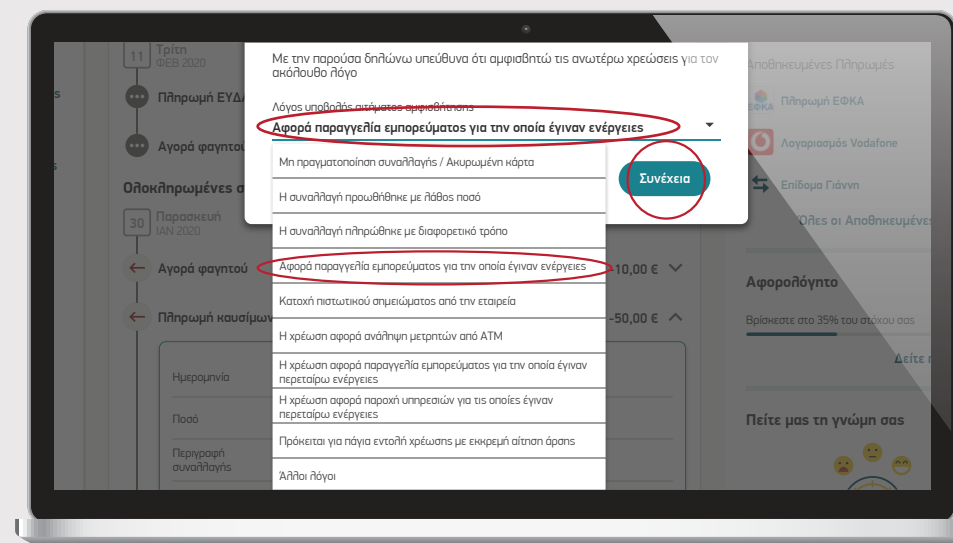 11 Τρίτη
ΦΕΒ 2020
Πληρωμή ΕΥΔΑ
Αγορά φαγητού
Ολοκληρωμένες σ
30 Παρασκευή
ΙΑΝ 2020
Αγορά φαγητού
-10,00 €
Πληρωμή καυσίμων
-50,00 €
Ημερομηνία
Ποσό
Περιγραφή
συναλλαγής
Με την παρούσα δηλώνω υπεύθυνα ότι αμφισβητώ τις ανωτέρω χρεώσεις για τον
ακόλουθο λόγο
Λόγος υποβολής αιτήματος αμφισβήτησης
Αφορά παραγγελία εμπορεύματος για την οποία έγιναν ενέργειες
Συνέχεια
Μη πραγματοποίηση συναλλαγής / Ακυρωμένη κάρτα
Η συναλλαγή προωθήθηκε με λάθος ποσό
Η συναλλαγή πληρώθηκε με διαφορετικό τρόπο
Αφορά παραγγελία εμπορεύματος για την οποία έγιναν ενέργειες
Κατοχή πιστωτικού σημειώματος από την εταιρεία
Η χρέωση αφορά ανάληψη μετρητών από ΑΤΜ
Η χρέωση αφορά παραγγελία εμπορεύματος για την οποία έγιναν
περεταίρω ενέργειες
Η χρέωση αφορά παροχή υπηρεσιών για τις οποίες έγιναν
περεταίρω ενέργειες
Πρόκειται για πάγια εντολή χρέωσης με εκκρεμή αίτηση άρσης
Άλλοι λόγοι
Αποθηκευμένες Πληρωμές
ΕΦΚΑ
Πληρωμή ΕΦΚΑ
Λογαριασμός Vodafone
Επίδομα Γιάννη
Όλες οι Αποθηκευμένες
Αφορολόγητο
Βρίσκεστε στο 35% του στόχου σας
Δείτε
Πείτε μας τη γνώμη σας